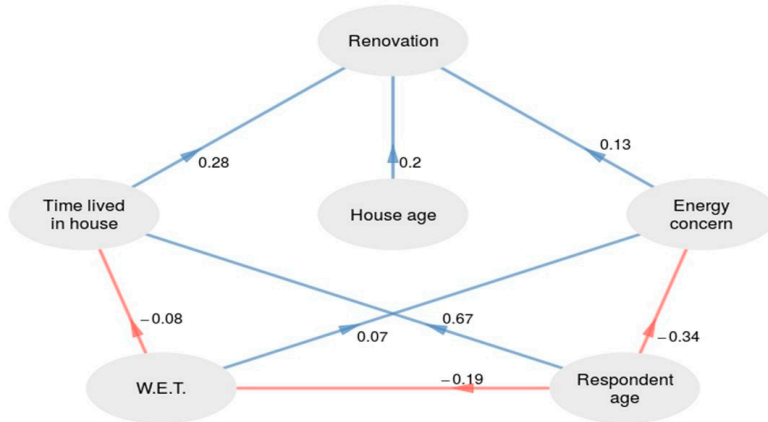 Renovation
0.13
0.28
0.2
Time lived
in house
House age
Energy
concern
−0.08
0.07
0.67
−0.34
W.E.T.
−0.19
Respondent
age